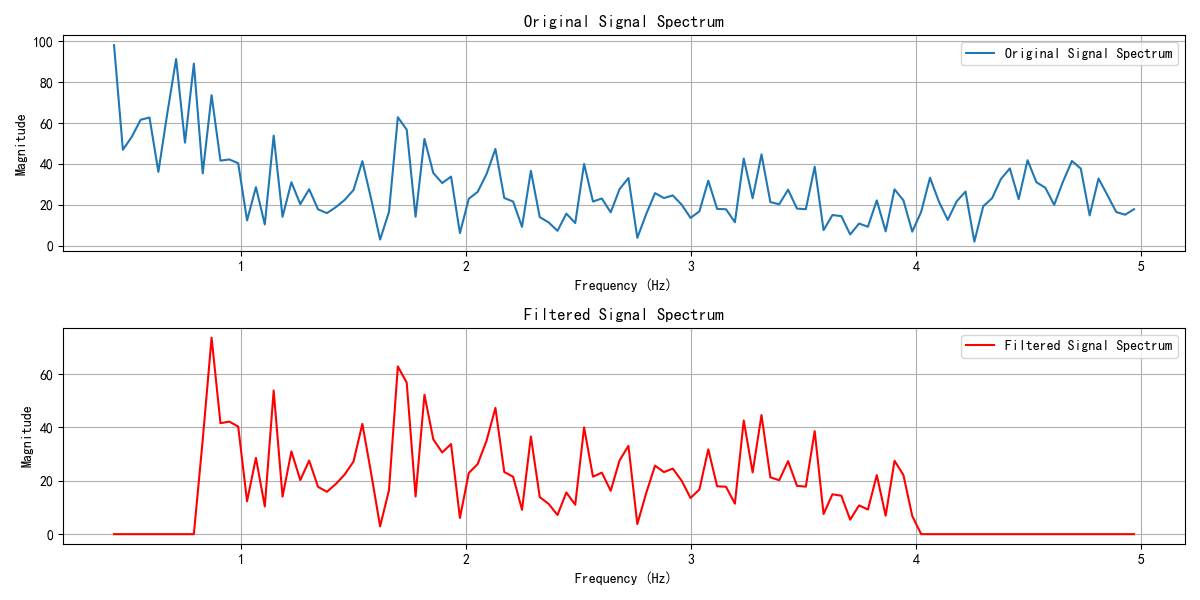 Original Signal Spectrum
100
80
60
40
20
0
Magnitude
Original Signal Spectrum
1
2
3
4
5
Frequency (Hz)
Filtered Signal Spectrum
60
40
20
0
Magnitude
Filtered Signal Spectrum
1
2
3
4
5
Frequency (Hz)